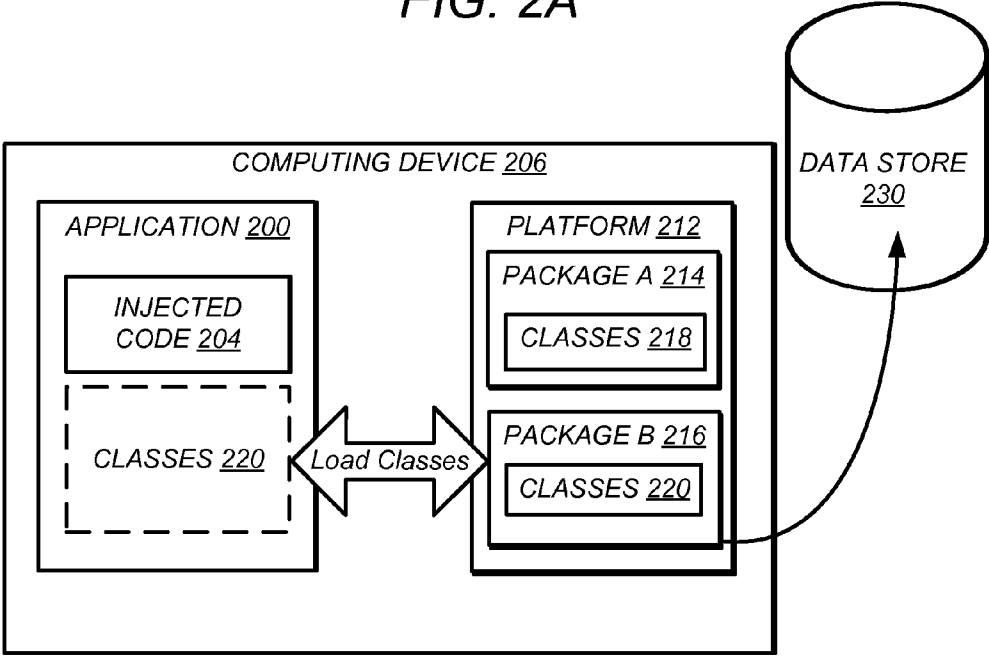 FIG. 2A
COMPUTING DEVICE 206
APPLICATION 200
INJECTED
CODE 204
CLASSES 220
Load Classes
PLATFORM 212
PACKAGE A 214
CLASSES 218
PACKAGE B 216
CLASSES 220
DATA STORE
230